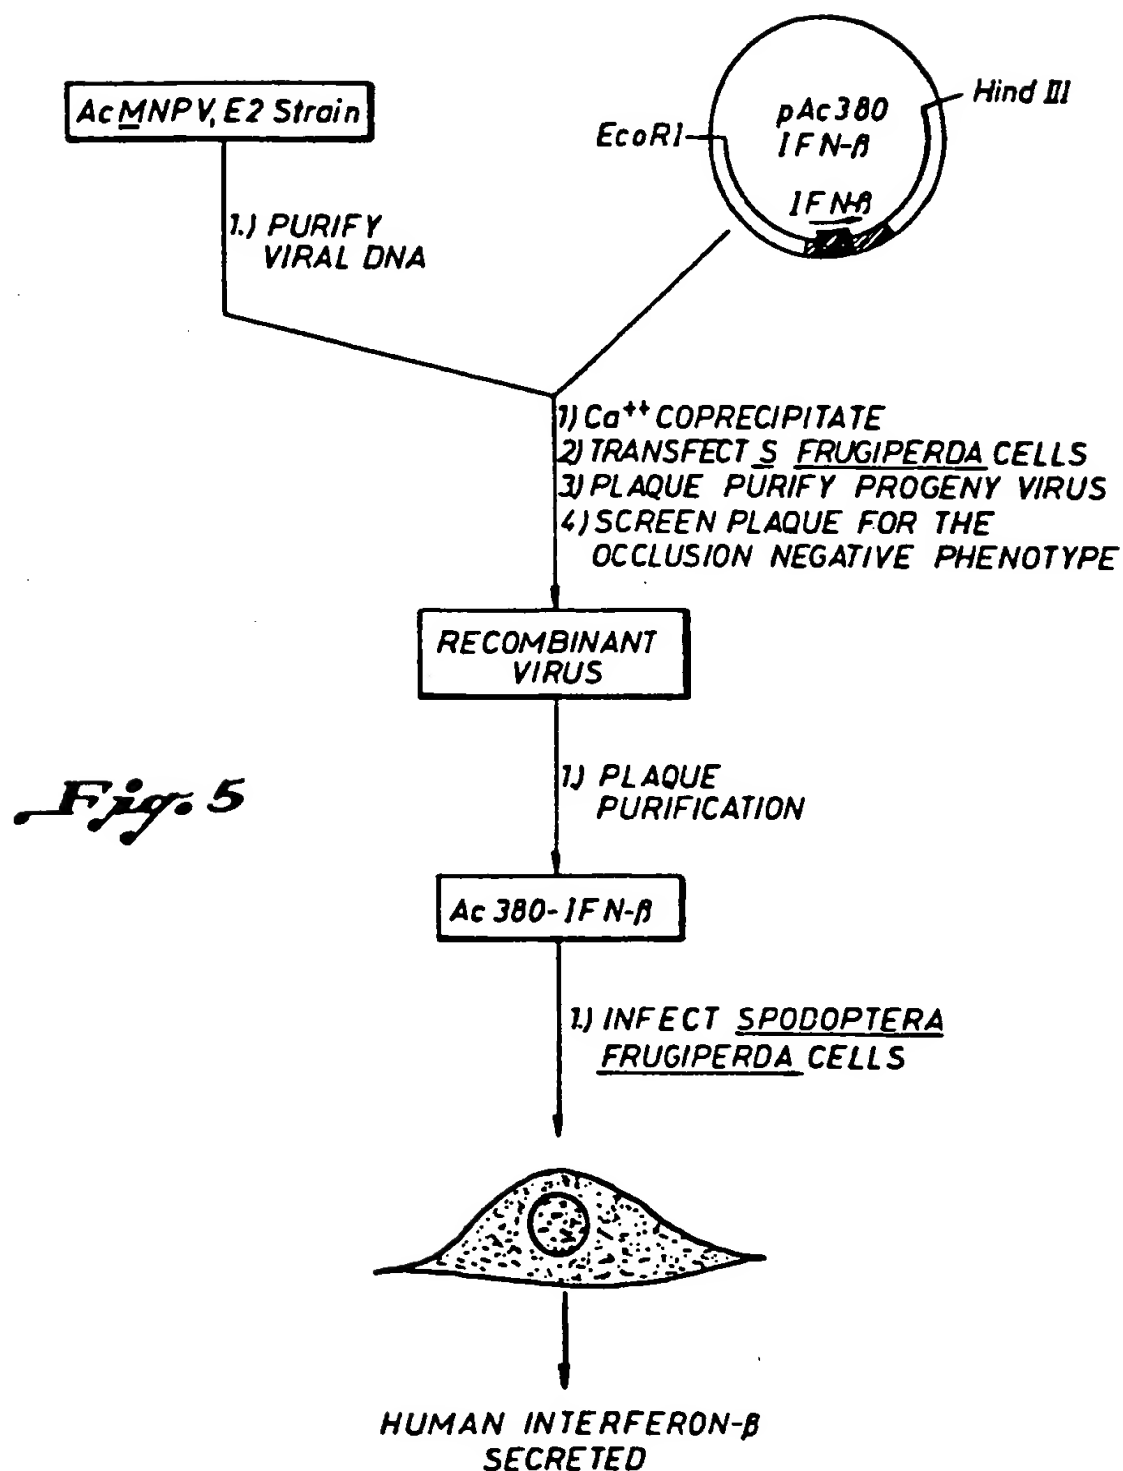 AcMNPV, E2 Strain
1.) PURIFY
VIRAL DNA
EcoRI
Hind III
pAc380
IFN-β
IFN-β
1) Ca++ COPRECIPITATE
2) TRANSFECT S FRUGIPERDA CELLS
3) PLAQUE PURIFY PROGENY VIRUS
4) SCREEN PLAQUE FOR THE
OCCLUSION NEGATIVE PHENOTYPE
RECOMBINANT
VIRUS
1.) PLAQUE
PURIFICATION
Fig. 5
Ac 380-IFN-β
1.) INFECT SPODOPTERA
FRUGIPERDA CELLS
HUMAN INTERFERON-β
SECRETED